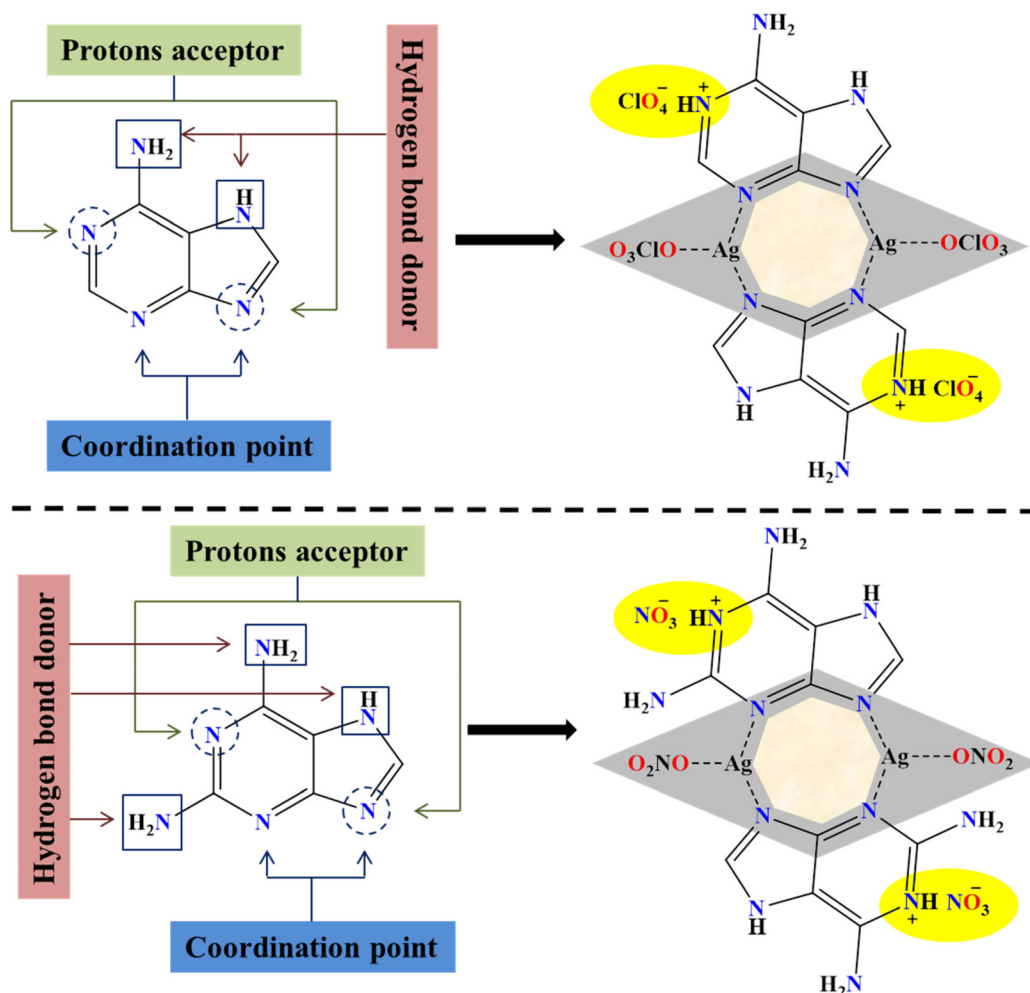 Protons acceptor
Hydrogen bond donor
NH₂
H
N
N
N
N
Coordination point
NH₂
ClO₄⁻ HN⁺
H
N
N
N
O₃ClO Ag
Ag OCLO₃
N
N
N
H
NH ClO₄⁻
+
H₂N
Protons acceptor
Hydrogen bond donor
NH₂
H
N
N
H₂N
N
N
Coordination point
NH₂
NO₃⁻ HN⁺
H
N
H₂N
N
N
O₂NO Ag
Ag ONO₂
N
N
NH₂
N
H
NH NO₃⁻
+
H₂N